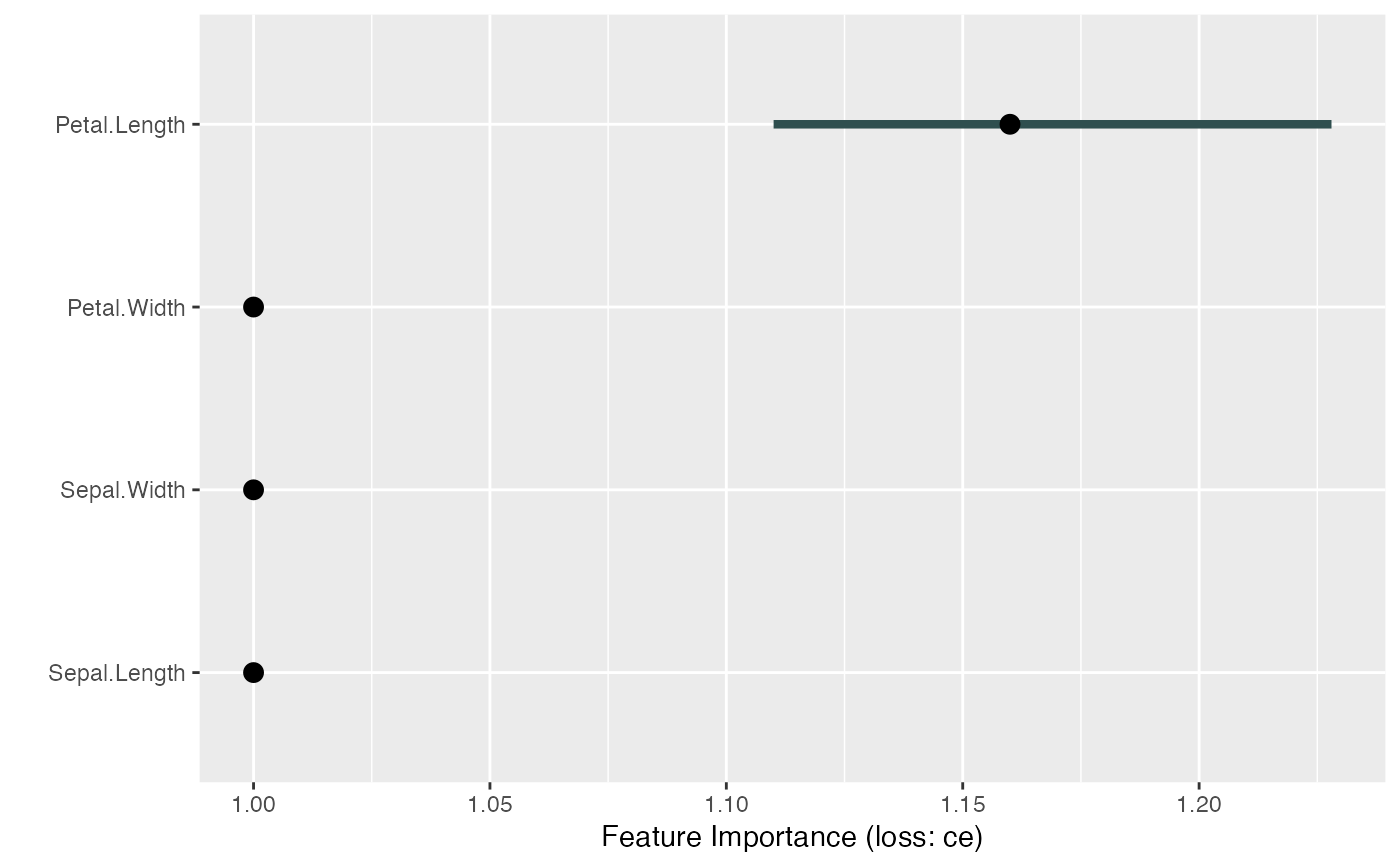 Petal.Length
Petal.Width
Sepal.Width
Sepal.Length
1.00 1.05 1.10 1.15 1.20
Feature Importance (loss: ce)